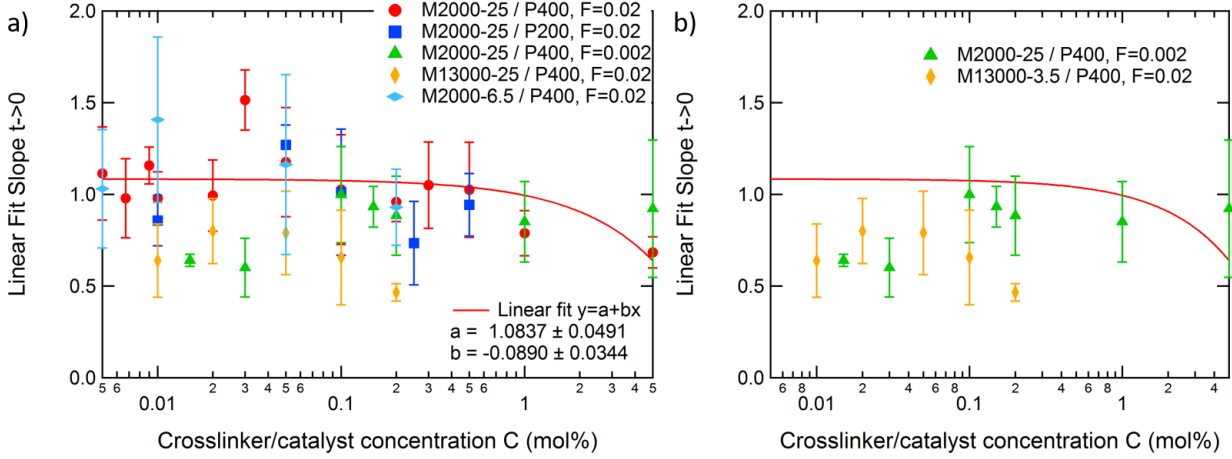 a)
M2000-25 / P400, F=0.02
M2000-25 / P200, F=0.02
M2000-25 / P400, F=0.002
M13000-25 / P400, F=0.02
M2000-6.5 / P400, F=0.02
2.0
1.5
1.0
0.5
0.0
Linear Fit Slope t->0
Linear fit y=a+bx
a = 1.0837 ± 0.0491
b = -0.0890 ± 0.0344
5 6 2 3 4 5 6 2 3 4 5 6 2 3 4 5
0.01 0.1 1
Crosslinker/catalyst concentration C (mol%)
b)
M2000-25 / P400, F=0.002
M13000-3.5 / P400, F=0.02
2.0
1.5
1.0
0.5
0.0
Linear Fit Slope t->0
6 8 2 4 6 8 2 4 6 8 2 4
0.01 0.1 1
Crosslinker/catalyst concentration C (mol%)